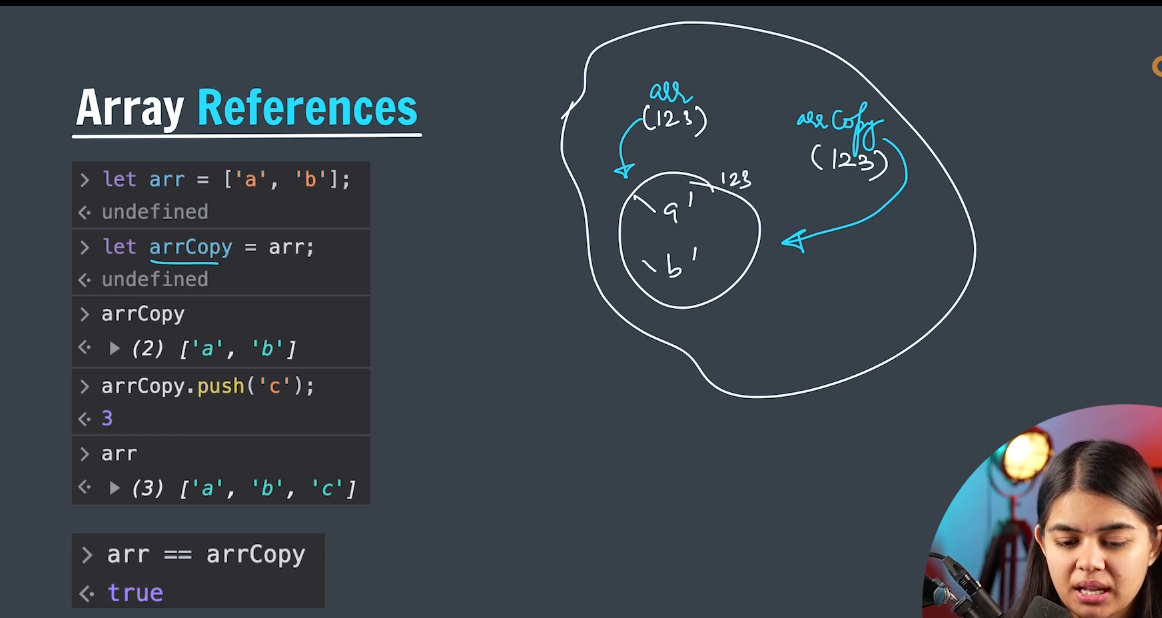 Array References
> let arr = ['a', 'b'];
<· undefined
> let arrCopy = arr;
<· undefined
> arrCopy
<· ▶ (2) ['a', 'b']
> arrCopy.push('c');
<· 3
> arr
<· ▶ (3) ['a', 'b', 'c']
> arr == arrCopy
<· true
arr
(123)
arrCopy
(123)
123
'a'
'b'